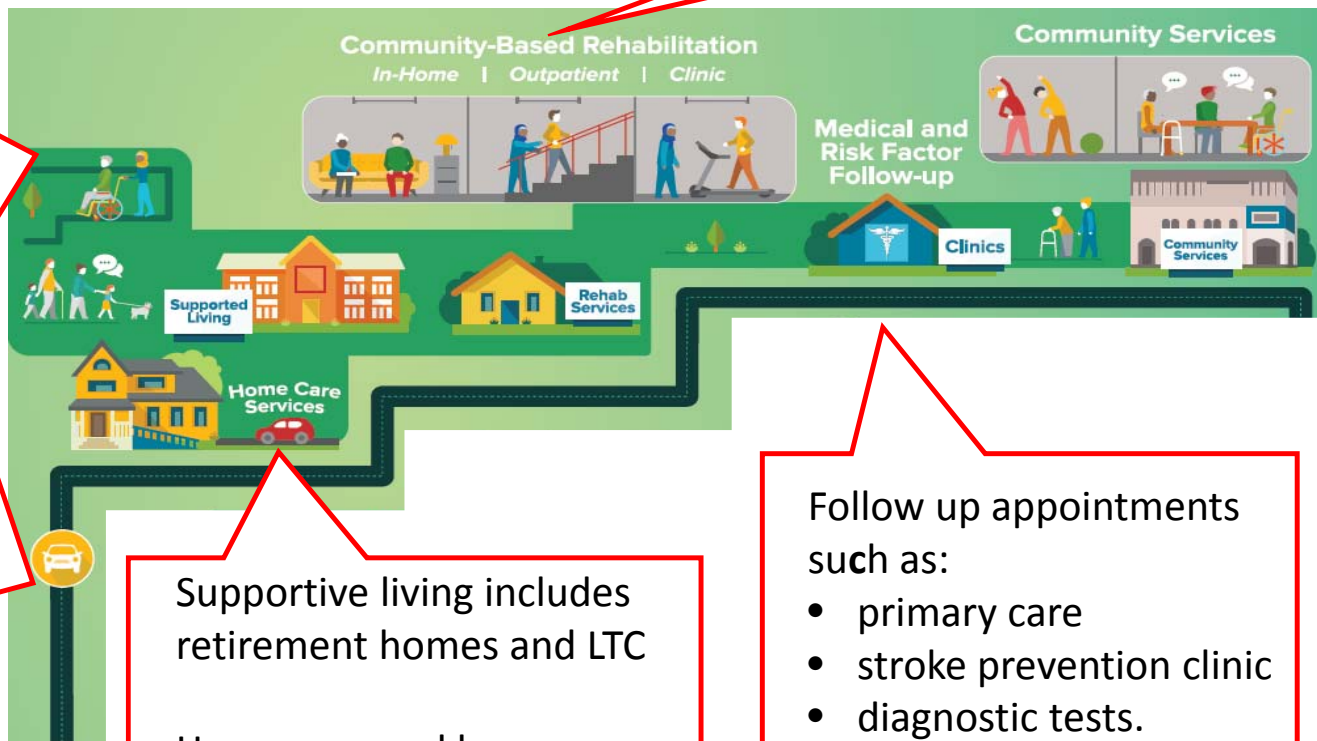 Community-Based Rehabilitation
In-Home | Outpatient | Clinic
Community Services
Medical and
Risk Factor
Follow-up
Clinics
Community
Services
Supported
Living
Rehab
Services
Home Care
Services
Supportive living includes
retirement homes and LTC
Follow up appointments
such as:
• primary care
• stroke prevention clinic
• diagnostic tests.